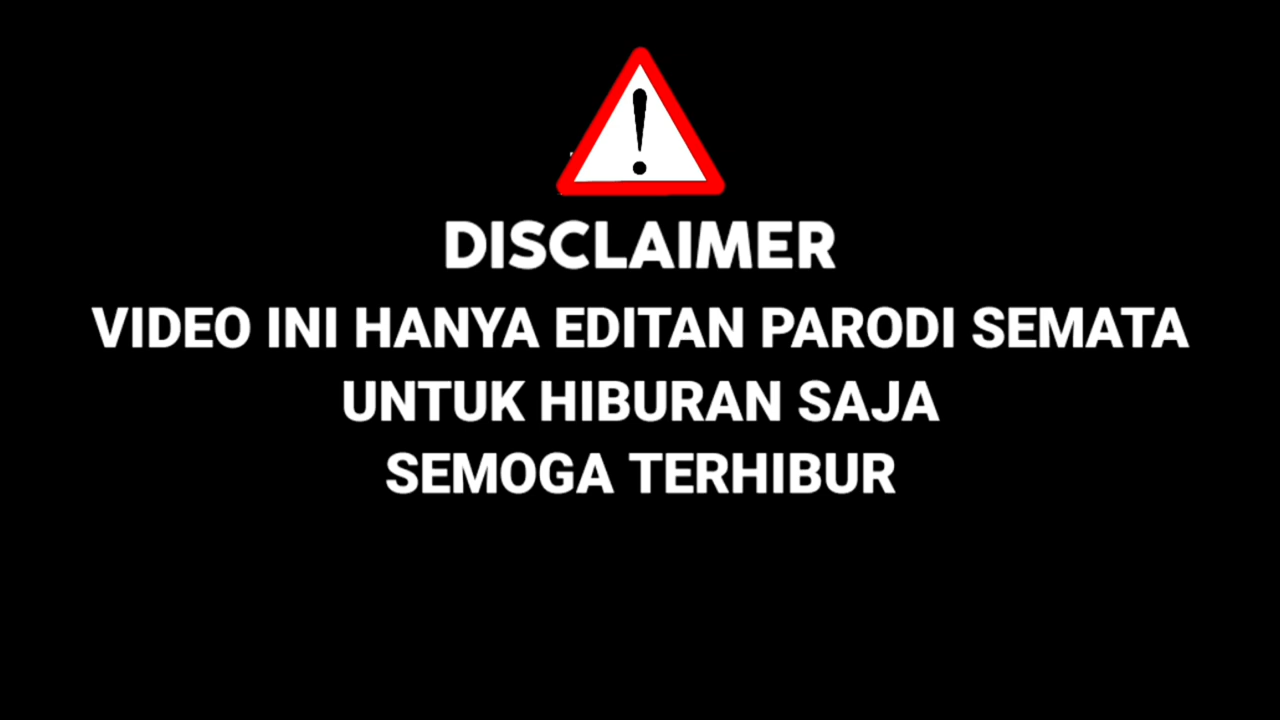 DISCLAIMER
VIDEO INI HANYA EDITAN PARODI SEMATA
UNTUK HIBURAN SAJA
SEMOGA TERHIBUR